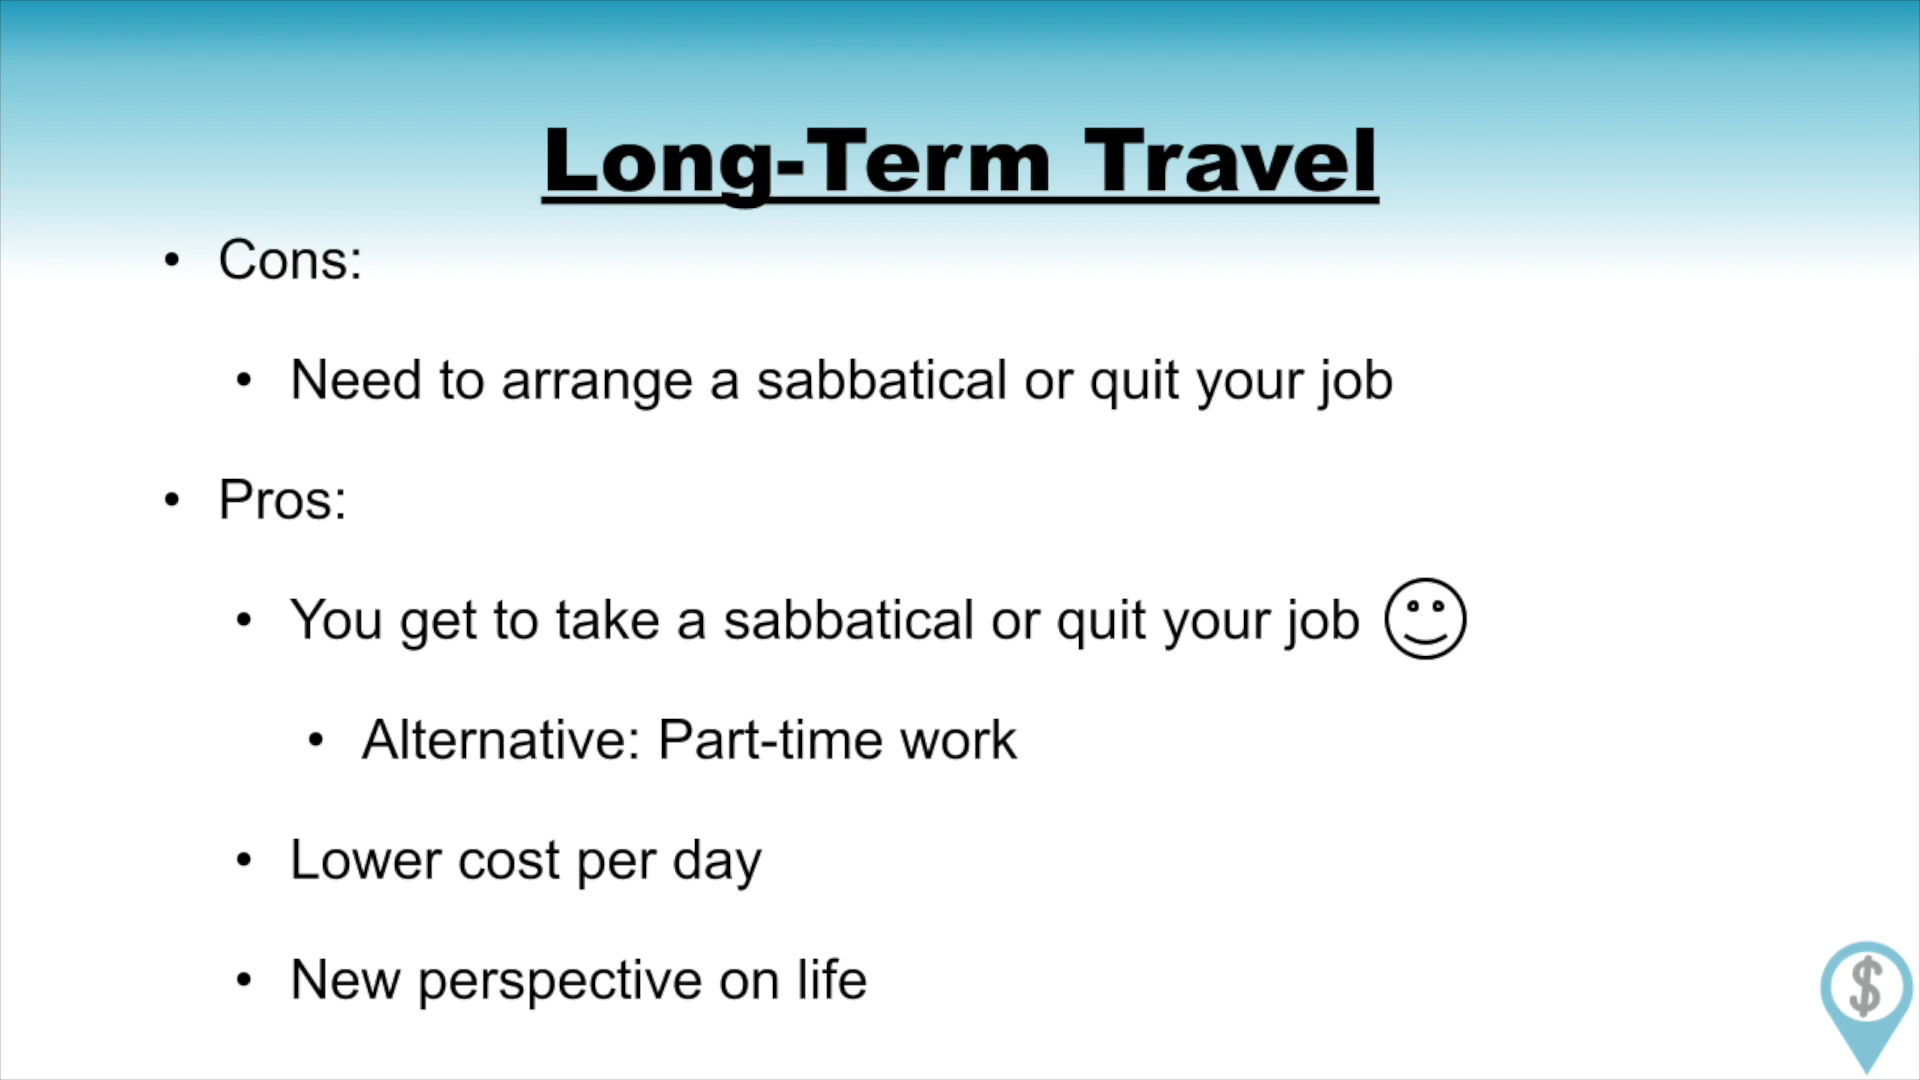 Long-Term Travel
• Cons:
• Need to arrange a sabbatical or quit your job
• Pros:
• You get to take a sabbatical or quit your job ☺
• Alternative: Part-time work
• Lower cost per day
• New perspective on life
$